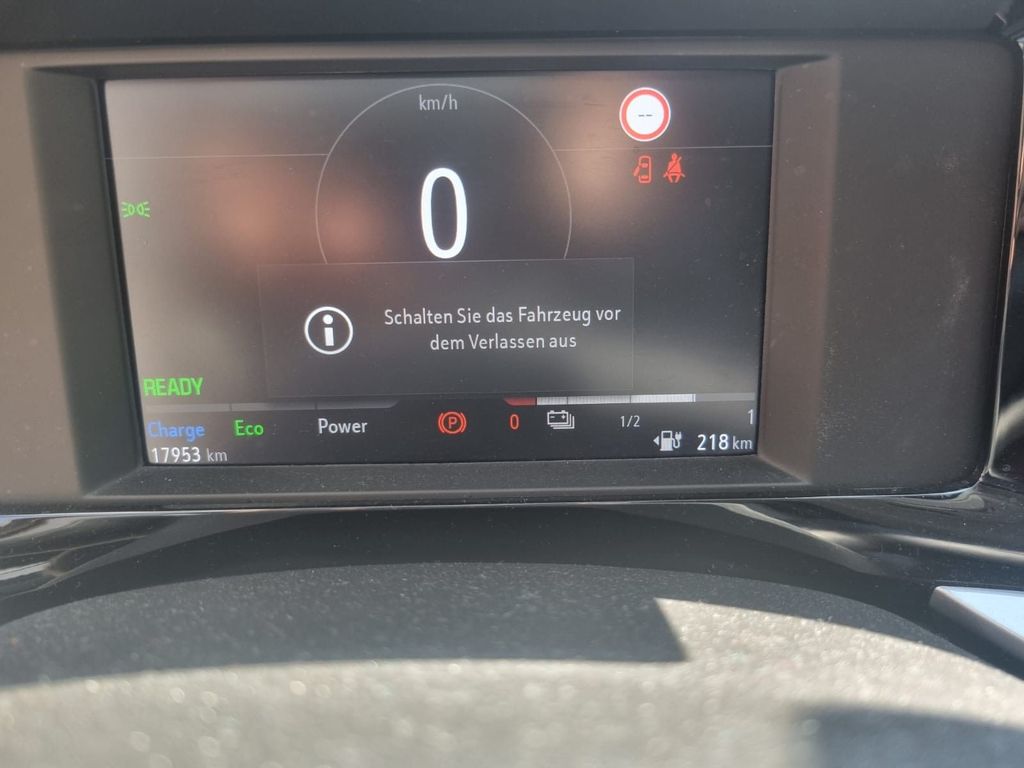 km/h
--
0
Schalten Sie das Fahrzeug vor
dem Verlassen aus
READY
Charge Eco Power P 0 1/2 1
17953 km 218 km